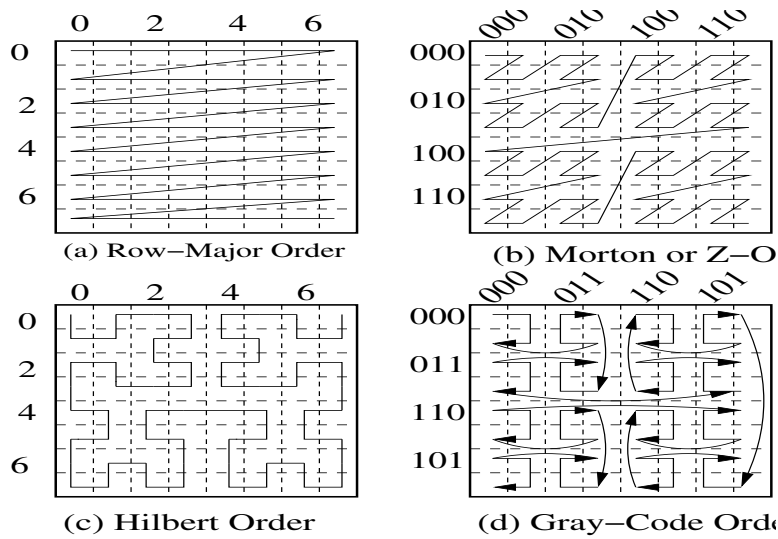 0 2 4 6
0
2
4
6
(a) Row–Major Order
000 010 100 110
000
010
100
110
(b) Morton or Z–O
0 2 4 6
0
2
4
6
(c) Hilbert Order
000 011 110 101
000
011
110
101
(d) Gray–Code Orde